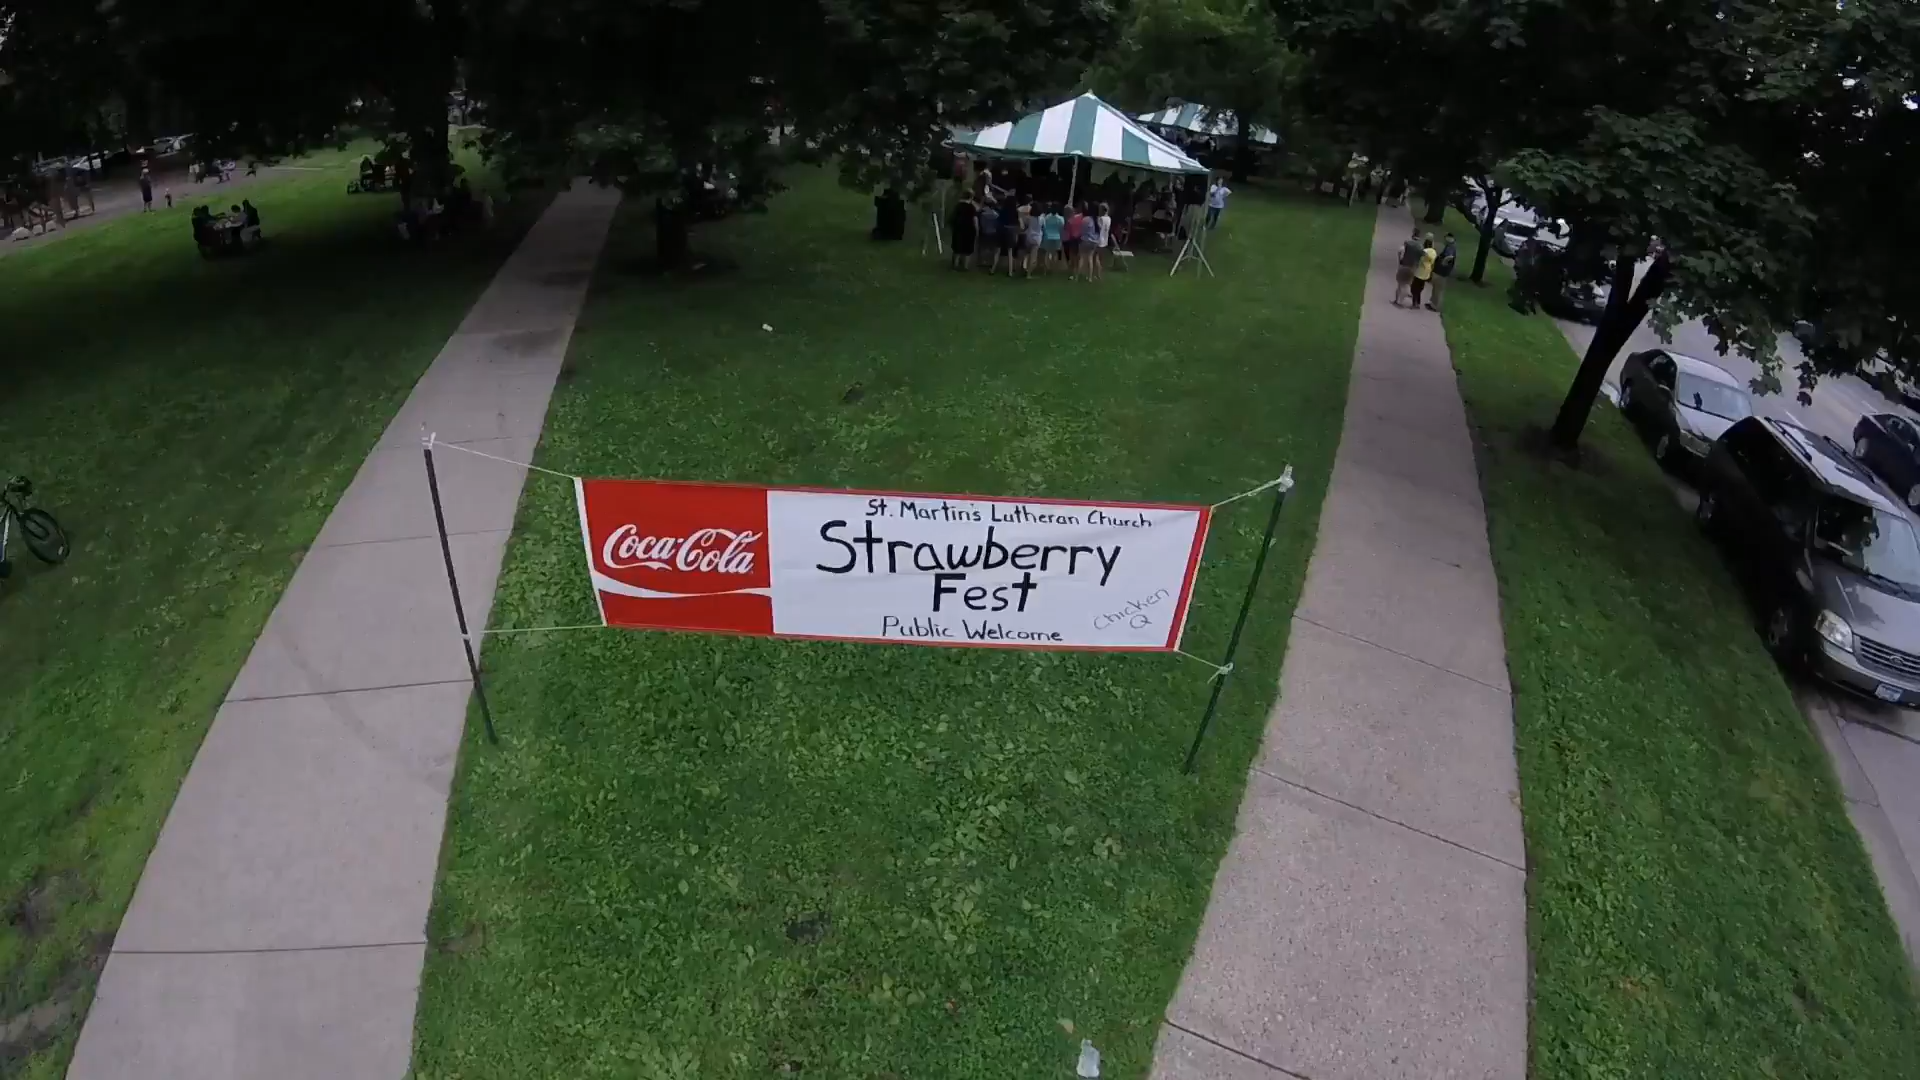 Coca-Cola
St. Martin's Lutheran Church
Strawberry
Fest
Public Welcome
Chicken
Q